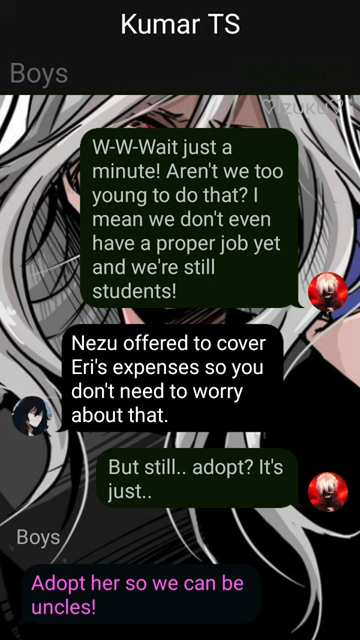 Kumar TS
Boys
♡ IZUKU ♡
W-W-Wait just a
minute! Aren't we too
young to do that? I
mean we don't even
have a proper job yet
and we're still
students!
Nezu offered to cover
Eri's expenses so you
don't need to worry
about that.
But still.. adopt? It's
just..
Boys
Adopt her so we can be
uncles!